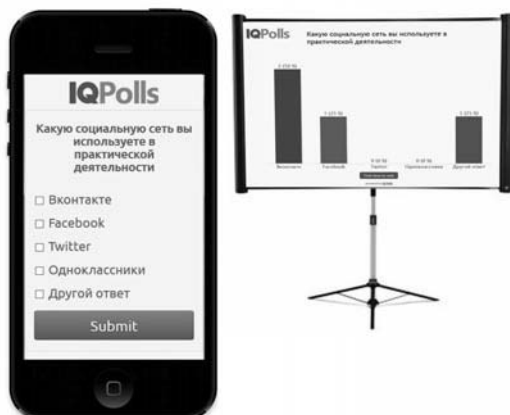 IQPolls
Какую социальную сеть вы
используете в
практической
деятельности
Вконтакте
Facebook
Twitter
Одноклассники
Другой ответ
Submit
IQPolls
Какую социальную сеть вы используете в
практической деятельности
Вконтакте
Facebook
Twitter
Одноклассники
Другой ответ